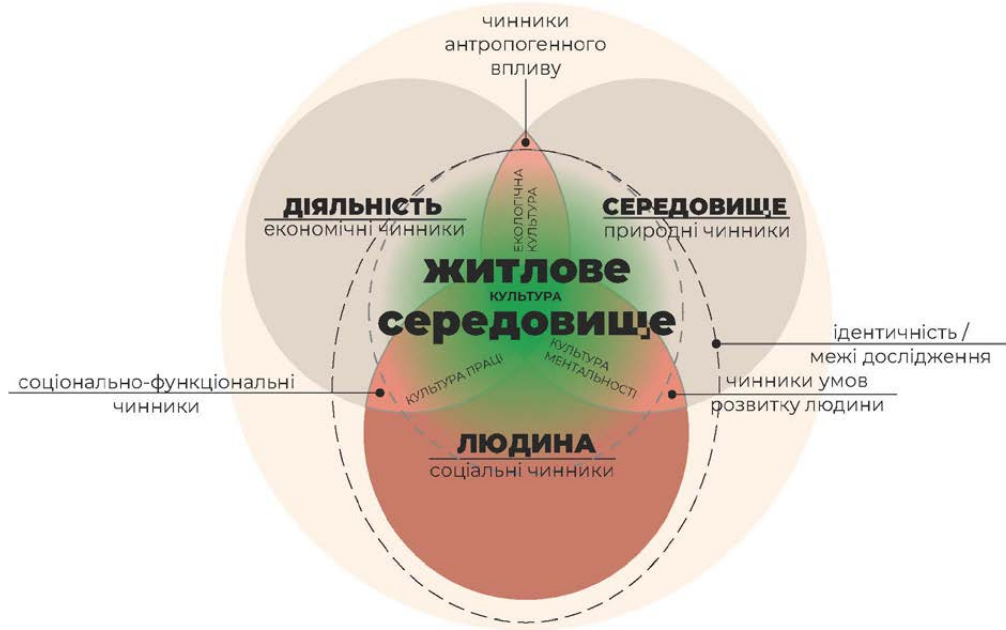 чинники
антропогенного
впливу
ДІЯЛЬНІСТЬ
економічні чинники
СЕРЕДОВИЩЕ
природні чинники
ЕКОЛОГІЧНА
КУЛЬТУРА
житлове
КУЛЬТУРА
середовище
КУЛЬТУРА ПРАЦІ
КУЛЬТУРА
МЕНТАЛЬНОСТІ
ідентичність /
межі дослідження
соціонально-функціональні
чинники
чинники умов
розвитку людини
ЛЮДИНА
соціальні чинники